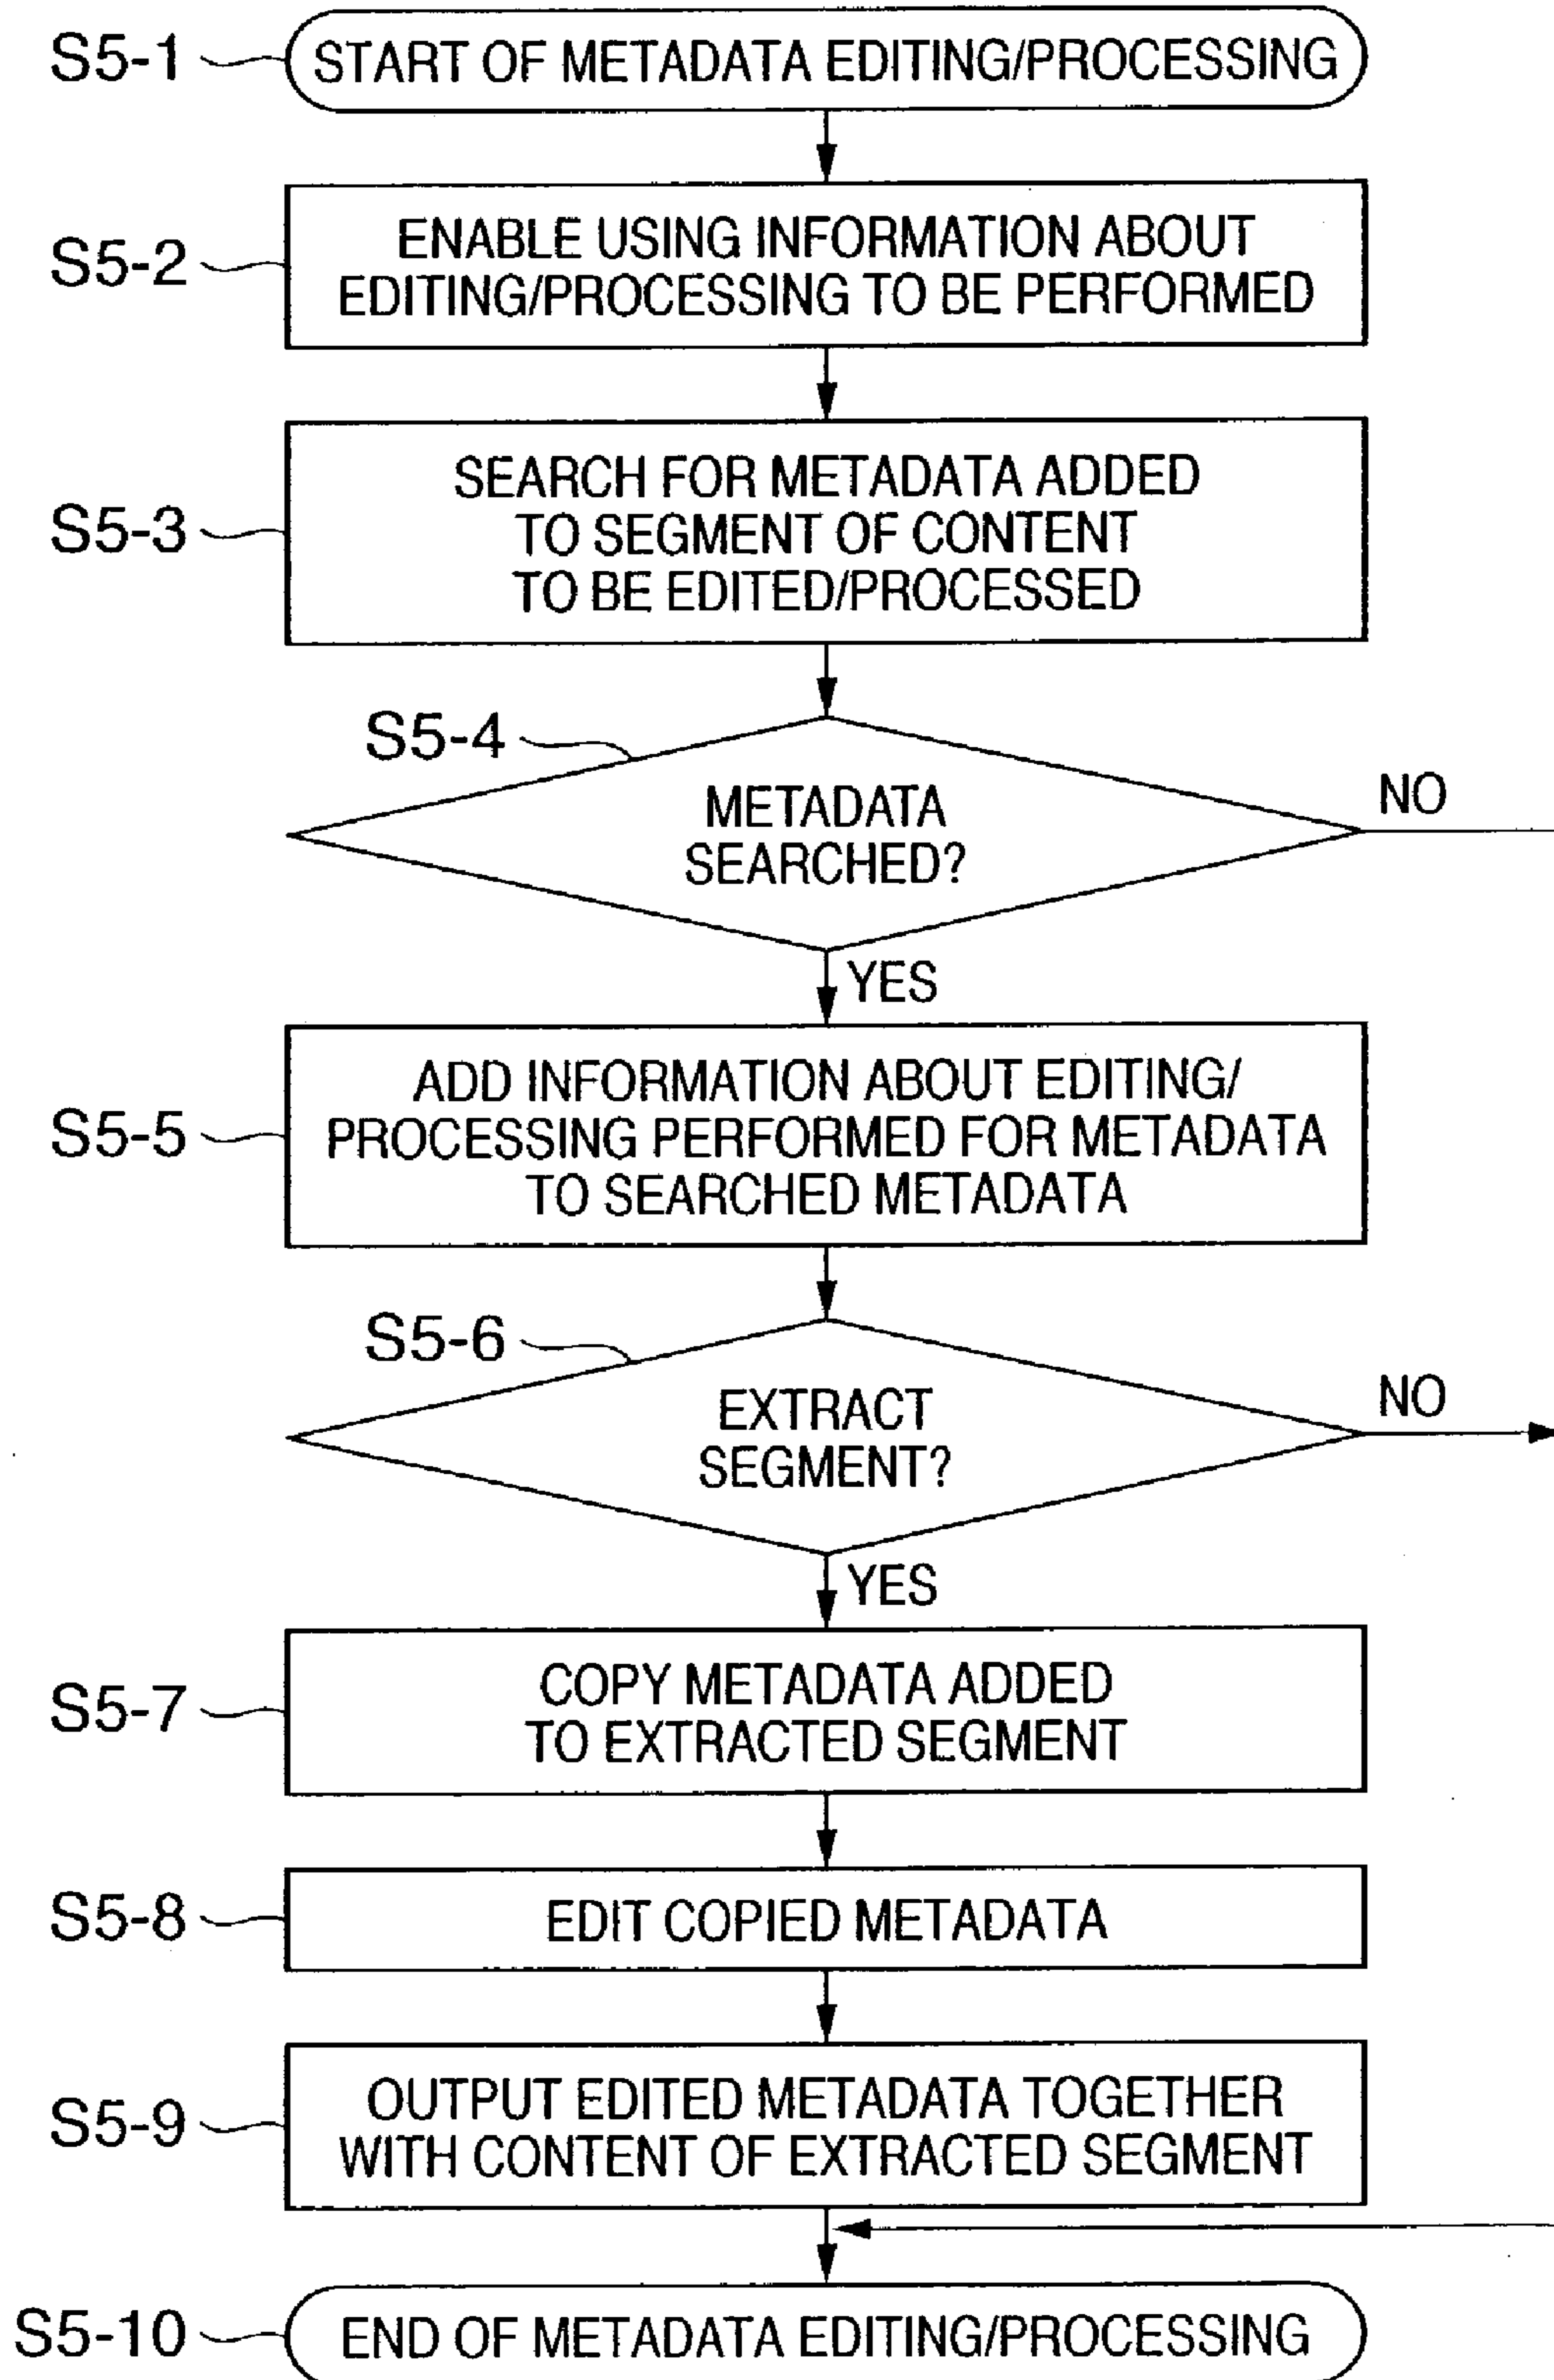 S5-1
START OF METADATA EDITING/PROCESSING
S5-2
ENABLE USING INFORMATION ABOUT
EDITING/PROCESSING TO BE PERFORMED
S5-3
SEARCH FOR METADATA ADDED
TO SEGMENT OF CONTENT
TO BE EDITED/PROCESSED
S5-4
METADATA
SEARCHED?
NO
YES
S5-5
ADD INFORMATION ABOUT EDITING/
PROCESSING PERFORMED FOR METADATA
TO SEARCHED METADATA
S5-6
EXTRACT
SEGMENT?
NO
YES
S5-7
COPY METADATA ADDED
TO EXTRACTED SEGMENT
S5-8
EDIT COPIED METADATA
S5-9
OUTPUT EDITED METADATA TOGETHER
WITH CONTENT OF EXTRACTED SEGMENT
S5-10
END OF METADATA EDITING/PROCESSING